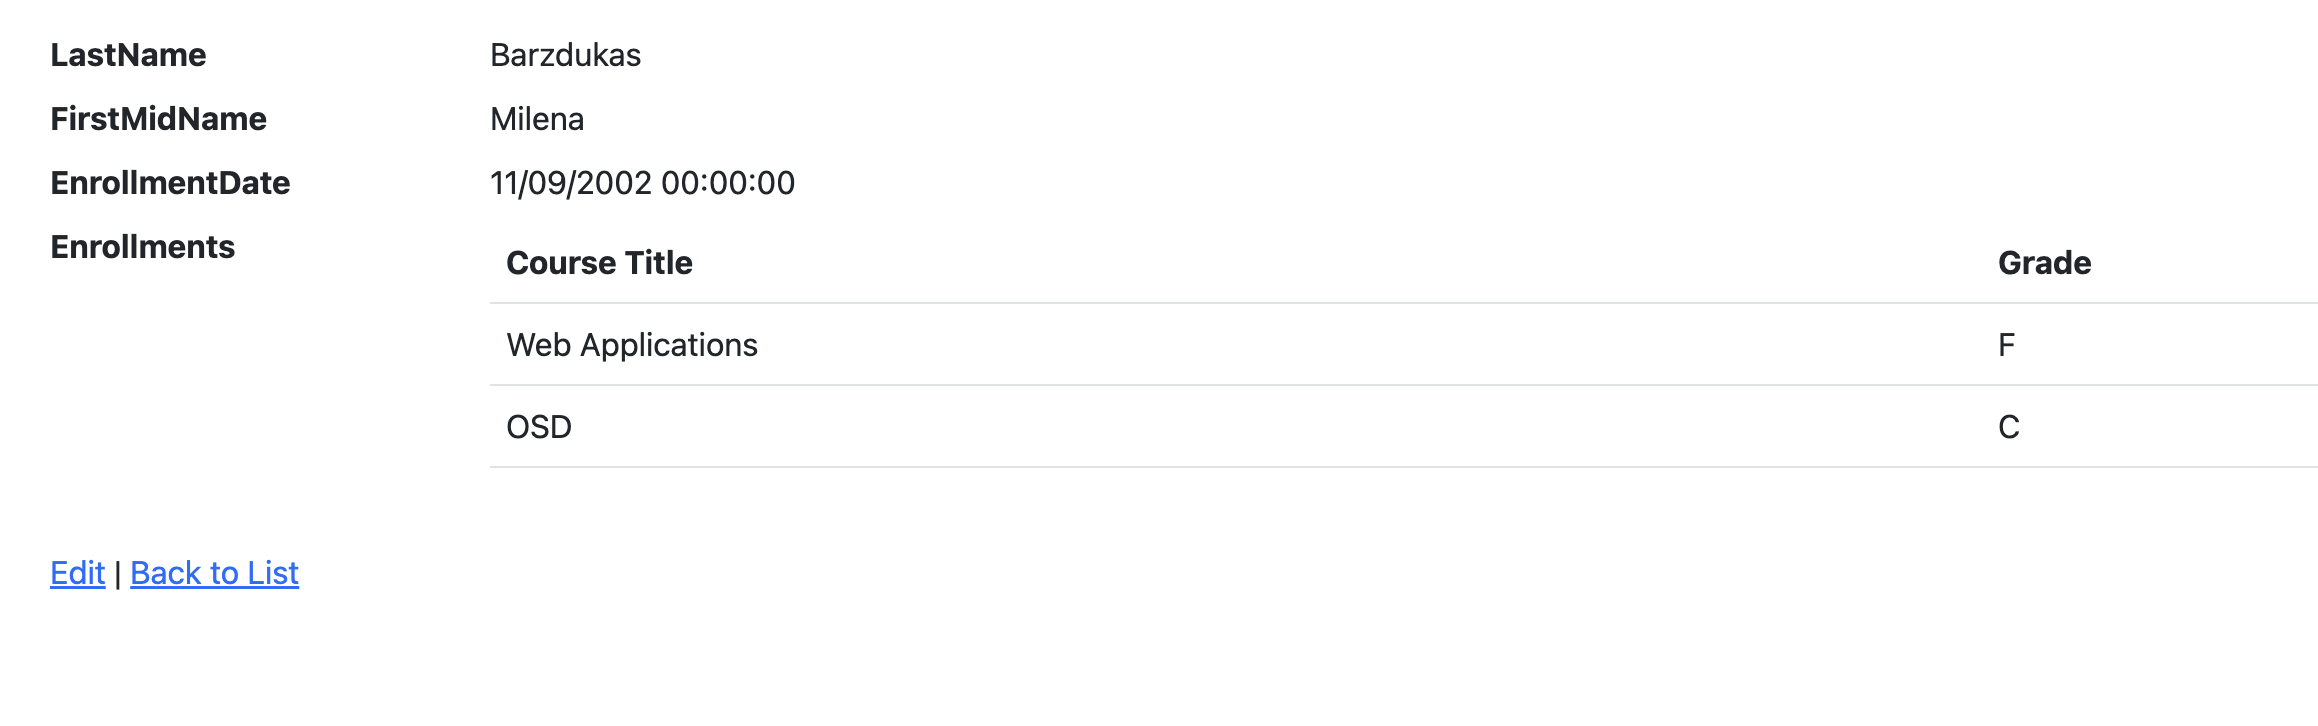 LastName Barzdukas
FirstMidName Milena
EnrollmentDate 11/09/2002 00:00:00
Enrollments
Course Title Grade
Web Applications F
OSD C
Edit | Back to List